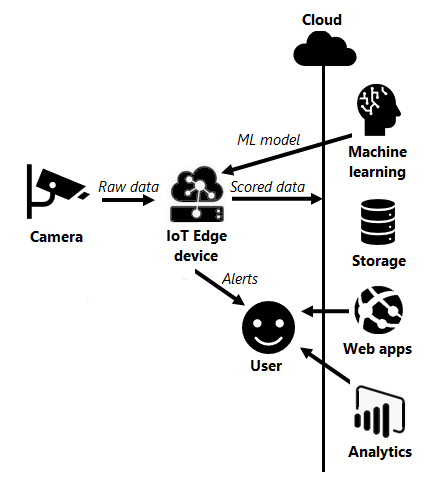 Cloud
ML model
Machine
learning
Raw data
Scored data
Camera
IoT Edge
device
Storage
Alerts
Web apps
User
Analytics